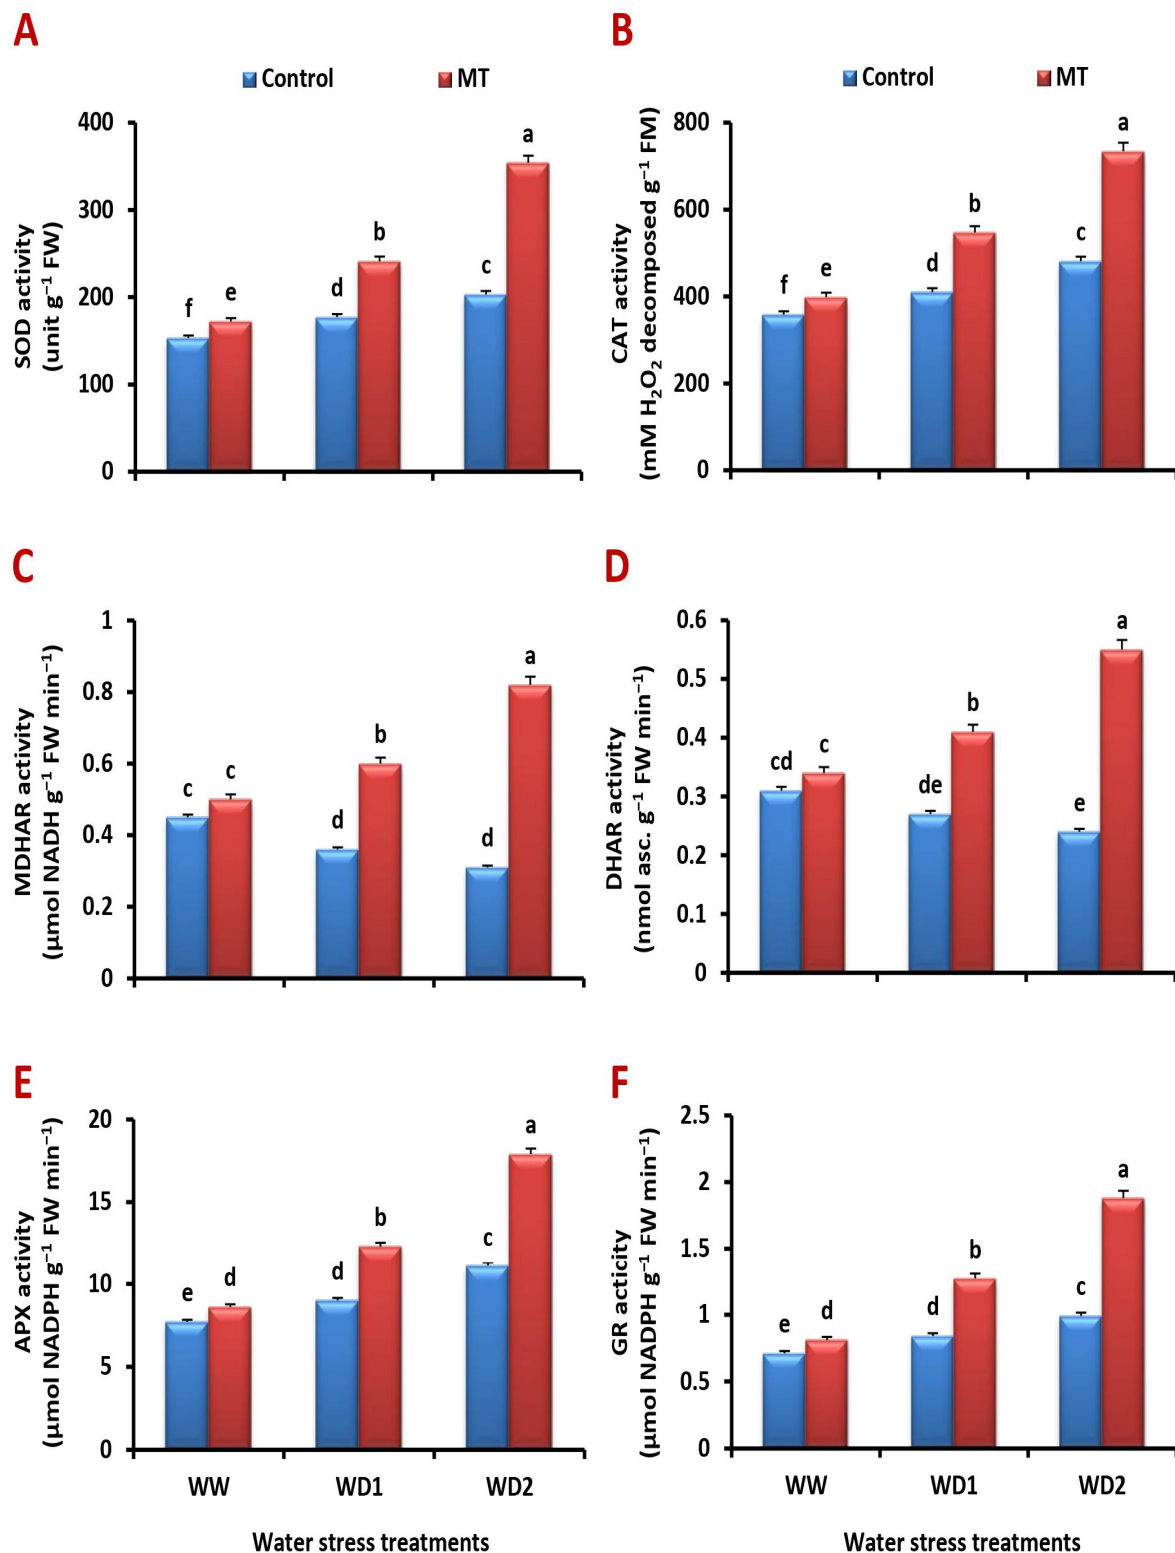 A
Control MT
SOD activity
(unit g⁻¹ FW)
400
300
200
100
0
f e d b c a
B
Control MT
CAT activity
(mM H₂O₂ decomposed g⁻¹ FM)
800
600
400
200
0
f e d b c a
C
MDHAR activity
(µmol NADH g⁻¹ FW min⁻¹)
1
0.8
0.6
0.4
0.2
0
c c d b d a
D
DHAR activity
(nmol asc. g⁻¹ FW min⁻¹)
0.6
0.5
0.4
0.3
0.2
0.1
0
cd c de b e a
E
APX activity
(µmol NADPH g⁻¹ FW min⁻¹)
20
15
10
5
0
e d d b c a
WW WD1 WD2
Water stress treatments
F
GR acticity
(µmol NADPH g⁻¹ FW min⁻¹)
2.5
2
1.5
1
0.5
0
e d d b c a
WW WD1 WD2
Water stress treatments